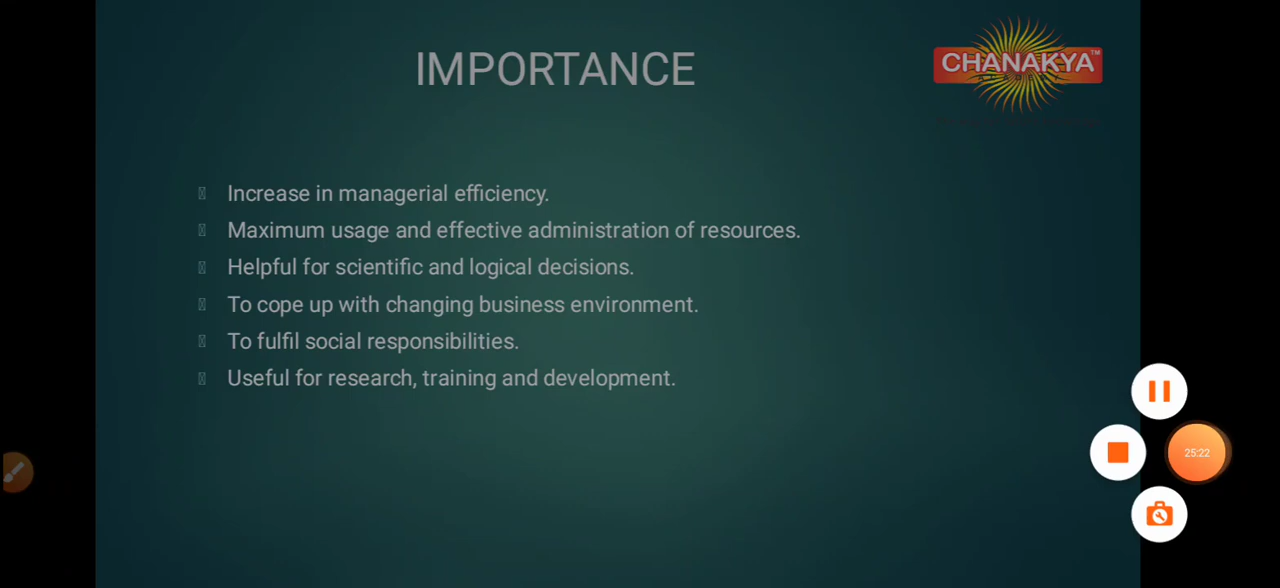 IMPORTANCE
CHANAKYA™
Increase in managerial efficiency.
Maximum usage and effective administration of resources.
Helpful for scientific and logical decisions.
To cope up with changing business environment.
To fulfil social responsibilities.
Useful for research, training and development.
25:22